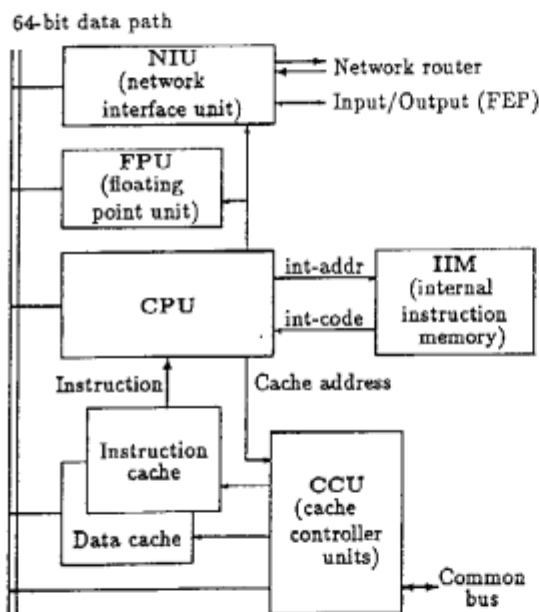 64-bit data path
NIU
(network
interface unit)
Network router
Input/Output (FEP)
FPU
(floating
point unit)
CPU
int-addr
int-code
IIM
(internal
instruction
memory)
Instruction
Cache address
Instruction
cache
Data cache
CCU
(cache
controller
units)
Common
bus